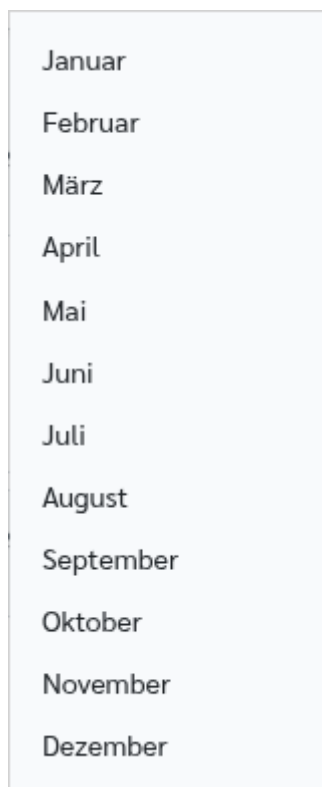 Januar
Februar
März
April
Mai
Juni
Juli
August
September
Oktober
November
Dezember